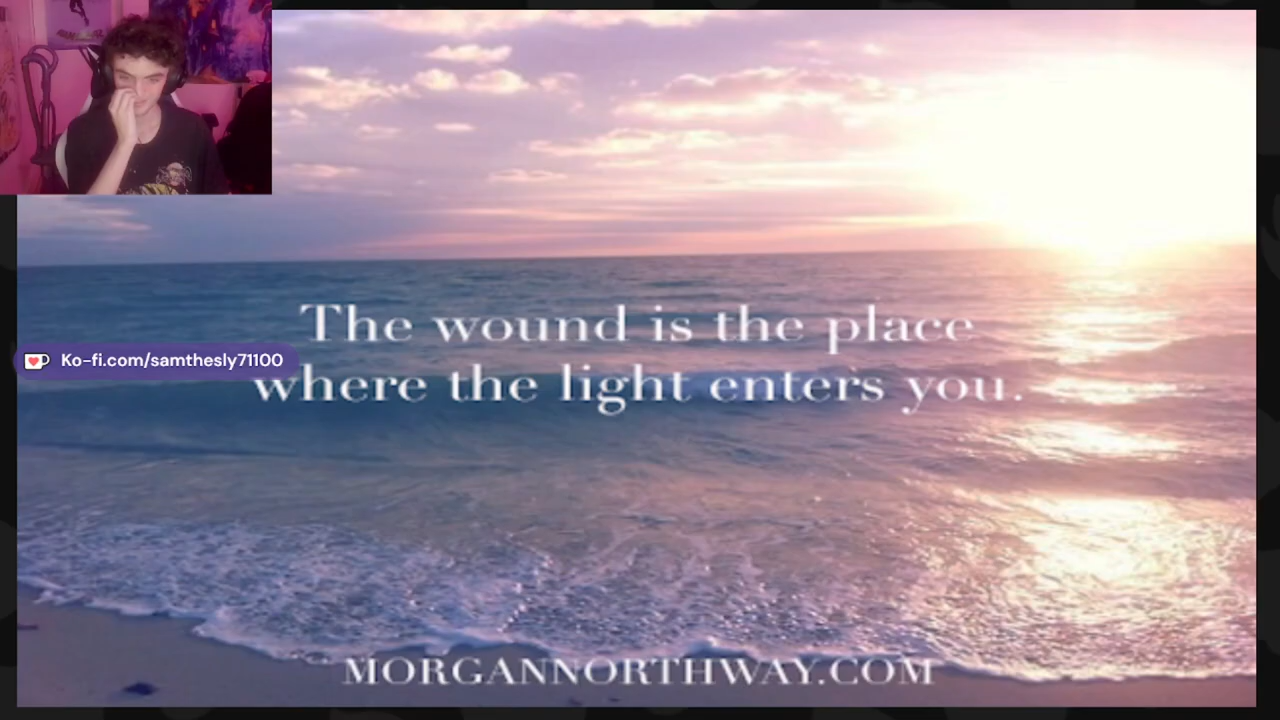 The wound is the place
Ko-fi.com/samthesly71100
where the light enters you.
MORGANNORTHWAY.COM